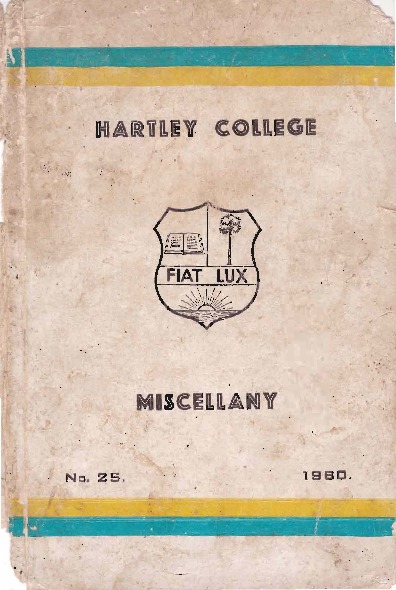 HARTLEY COLLEGE
FIAT LUX
MISCELLANY
No. 25. 1960.